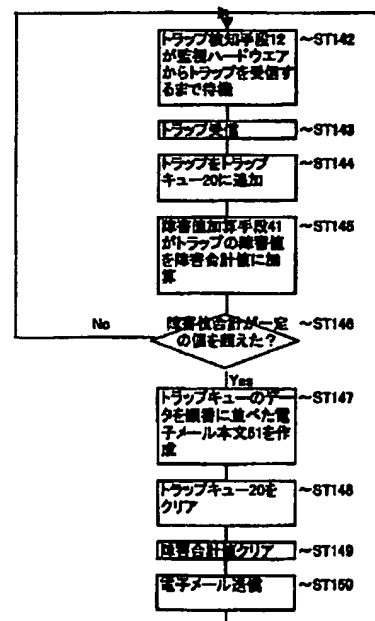 トラップ検知手段12
が監視ハードウエア
からトラップを受信す
るまで待機
～ST142
トラップ受信
～ST143
トラップをトラップ
キュー20に追加
～ST144
障害値加算手段41
がトラップの障害値
を障害合計値に加
算
～ST145
障害値合計が一定
の値を超えた？
～ST146
No
Yes
トラップキューのデー
タを順番に並べた電
子メール本文51を作
成
～ST147
トラップキュー20を
クリア
～ST148
障害合計値クリア
～ST149
電子メール送信
～ST150